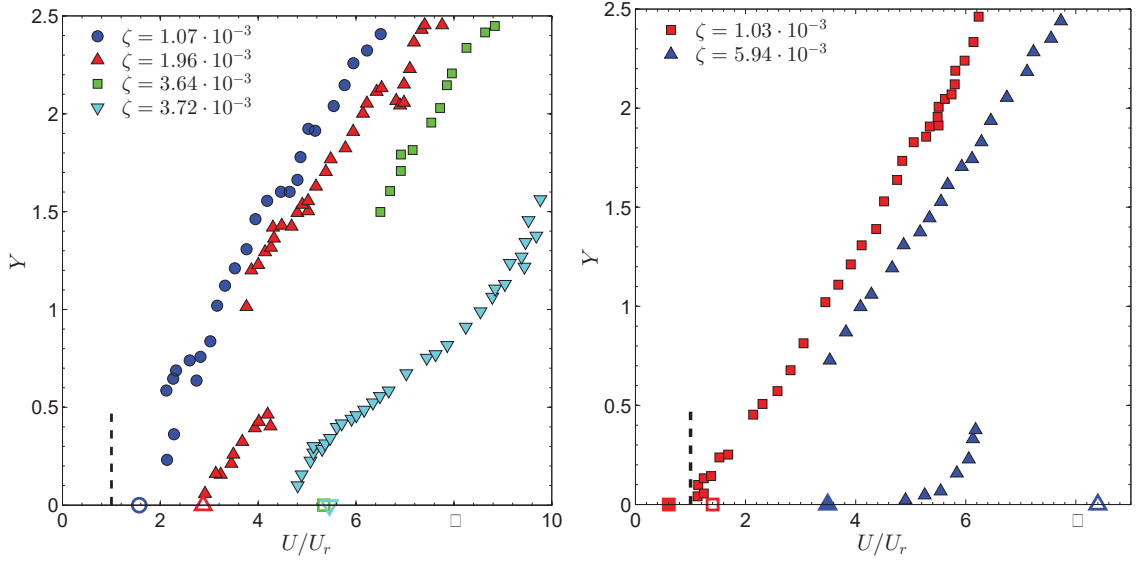 2.5
2
1.5
1
0.5
0
Y
ζ = 1.07 · 10⁻³
ζ = 1.96 · 10⁻³
ζ = 3.64 · 10⁻³
ζ = 3.72 · 10⁻³
0 2 4 6 □ 10
U/U_r
2.5
2
1.5
1
0.5
0
Y
ζ = 1.03 · 10⁻³
ζ = 5.94 · 10⁻³
0 2 4 6 □
U/U_r